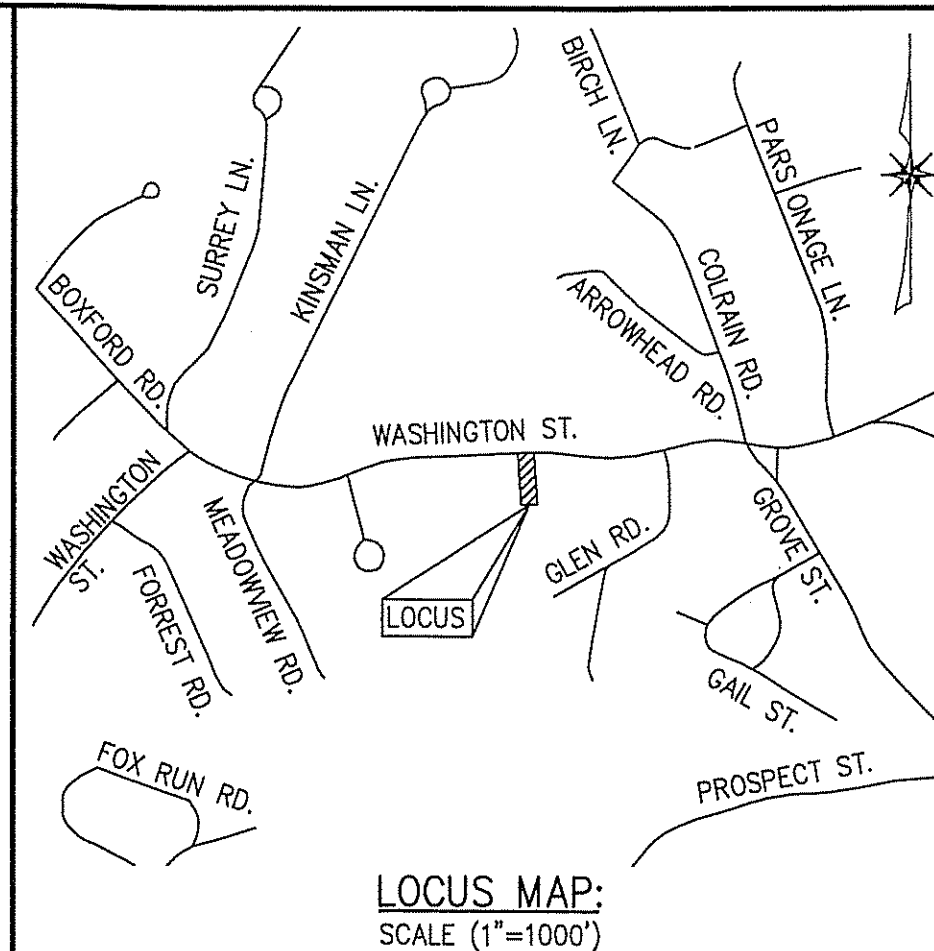 BIRCH LN.
PARSONAGE LN.
SURREY LN.
KINSMAN LN.
BOXFORD RD.
COLRAIN RD.
ARROWHEAD RD.
WASHINGTON ST.
WASHINGTON
ST.
MEADOWVIEW RD.
FORREST RD.
GLEN RD.
GROVE ST.
LOCUS
GAIL ST.
FOX RUN RD.
PROSPECT ST.
LOCUS MAP:
SCALE (1"=1000')